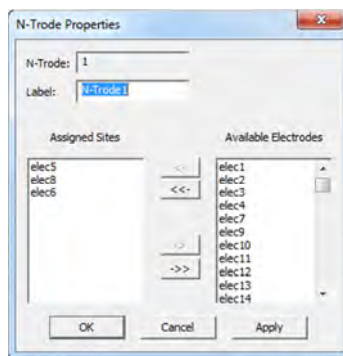 N-Trode Properties
N-Trode: 1
Label: N-Trode1
Assigned Sites
elec5
elec8
elec6
<-
<<-
->
->>
Available Electrodes
elec1
elec2
elec3
elec4
elec7
elec9
elec10
elec11
elec12
elec13
elec14
OK Cancel Apply